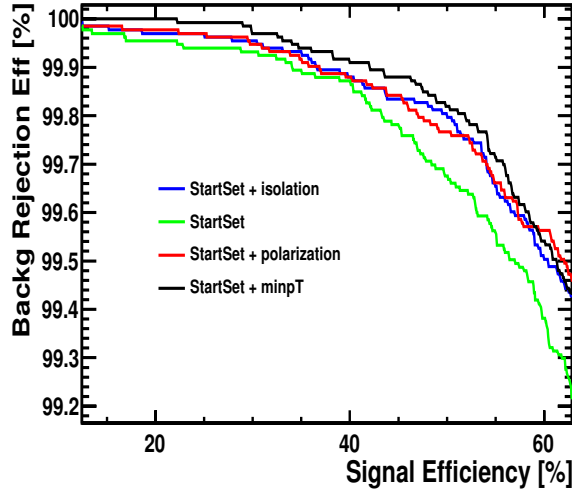 100
99.9
99.8
99.7
99.6
99.5
99.4
99.3
99.2
Backg Rejection Eff [%]
StartSet + isolation
StartSet
StartSet + polarization
StartSet + minpT
20 40 60
Signal Efficiency [%]